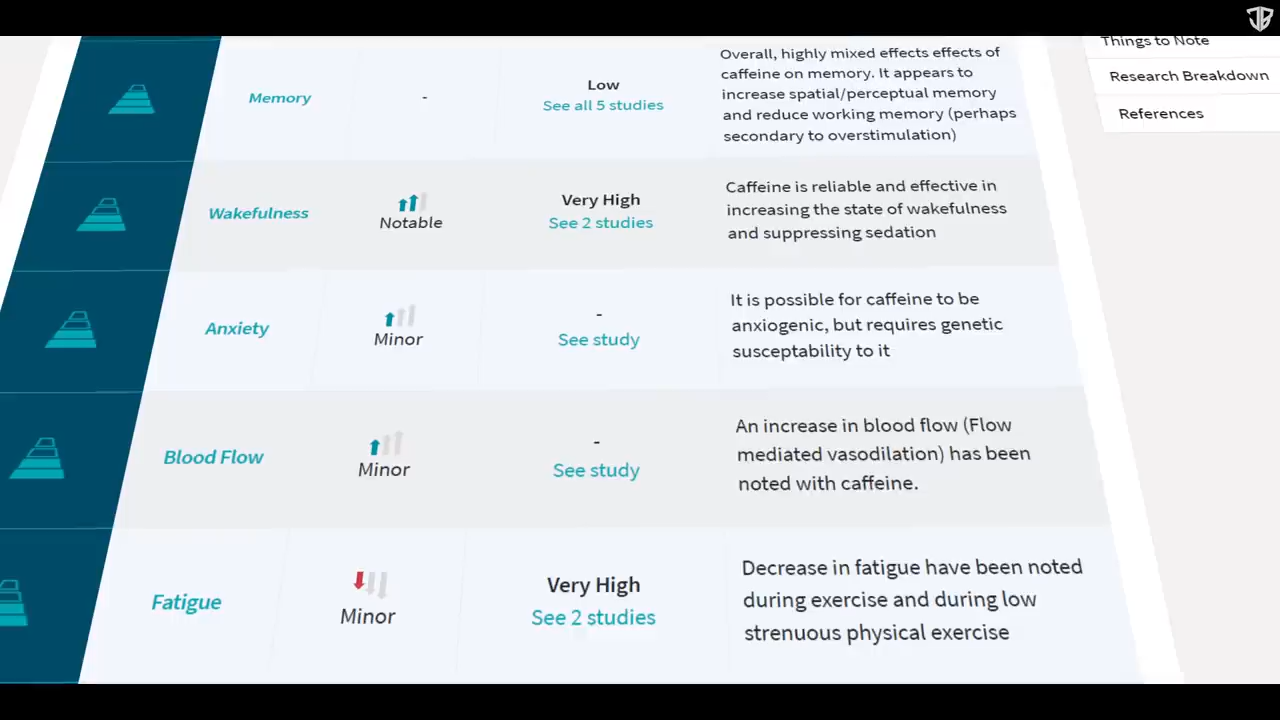 Things to Note
Research Breakdown
References
Memory
-
Low
See all 5 studies
Overall, highly mixed effects effects of
caffeine on memory. It appears to
increase spatial/perceptual memory
and reduce working memory (perhaps
secondary to overstimulation)
Wakefulness
Notable
Very High
See 2 studies
Caffeine is reliable and effective in
increasing the state of wakefulness
and suppressing sedation
Anxiety
Minor
-
See study
It is possible for caffeine to be
anxiogenic, but requires genetic
susceptability to it
Blood Flow
Minor
-
See study
An increase in blood flow (Flow
mediated vasodilation) has been
noted with caffeine.
Fatigue
Minor
Very High
See 2 studies
Decrease in fatigue have been noted
during exercise and during low
strenuous physical exercise